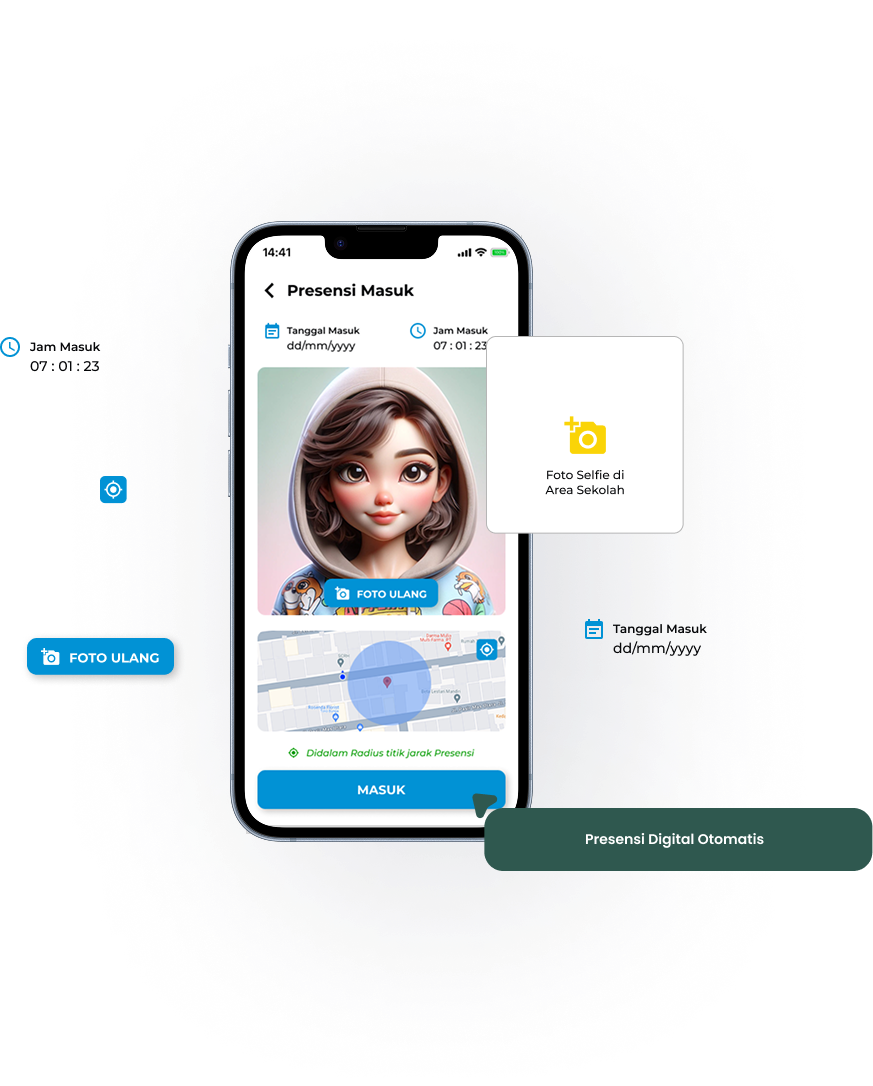 14:41
Presensi Masuk
Tanggal Masuk
dd/mm/yyyy
Jam Masuk
07 : 01 : 23
Jam Masuk
07 : 01 : 23
Foto Selfie di
Area Sekolah
FOTO ULANG
Tanggal Masuk
dd/mm/yyyy
FOTO ULANG
Didalam Radius titik jarak Presensi
MASUK
Presensi Digital Otomatis